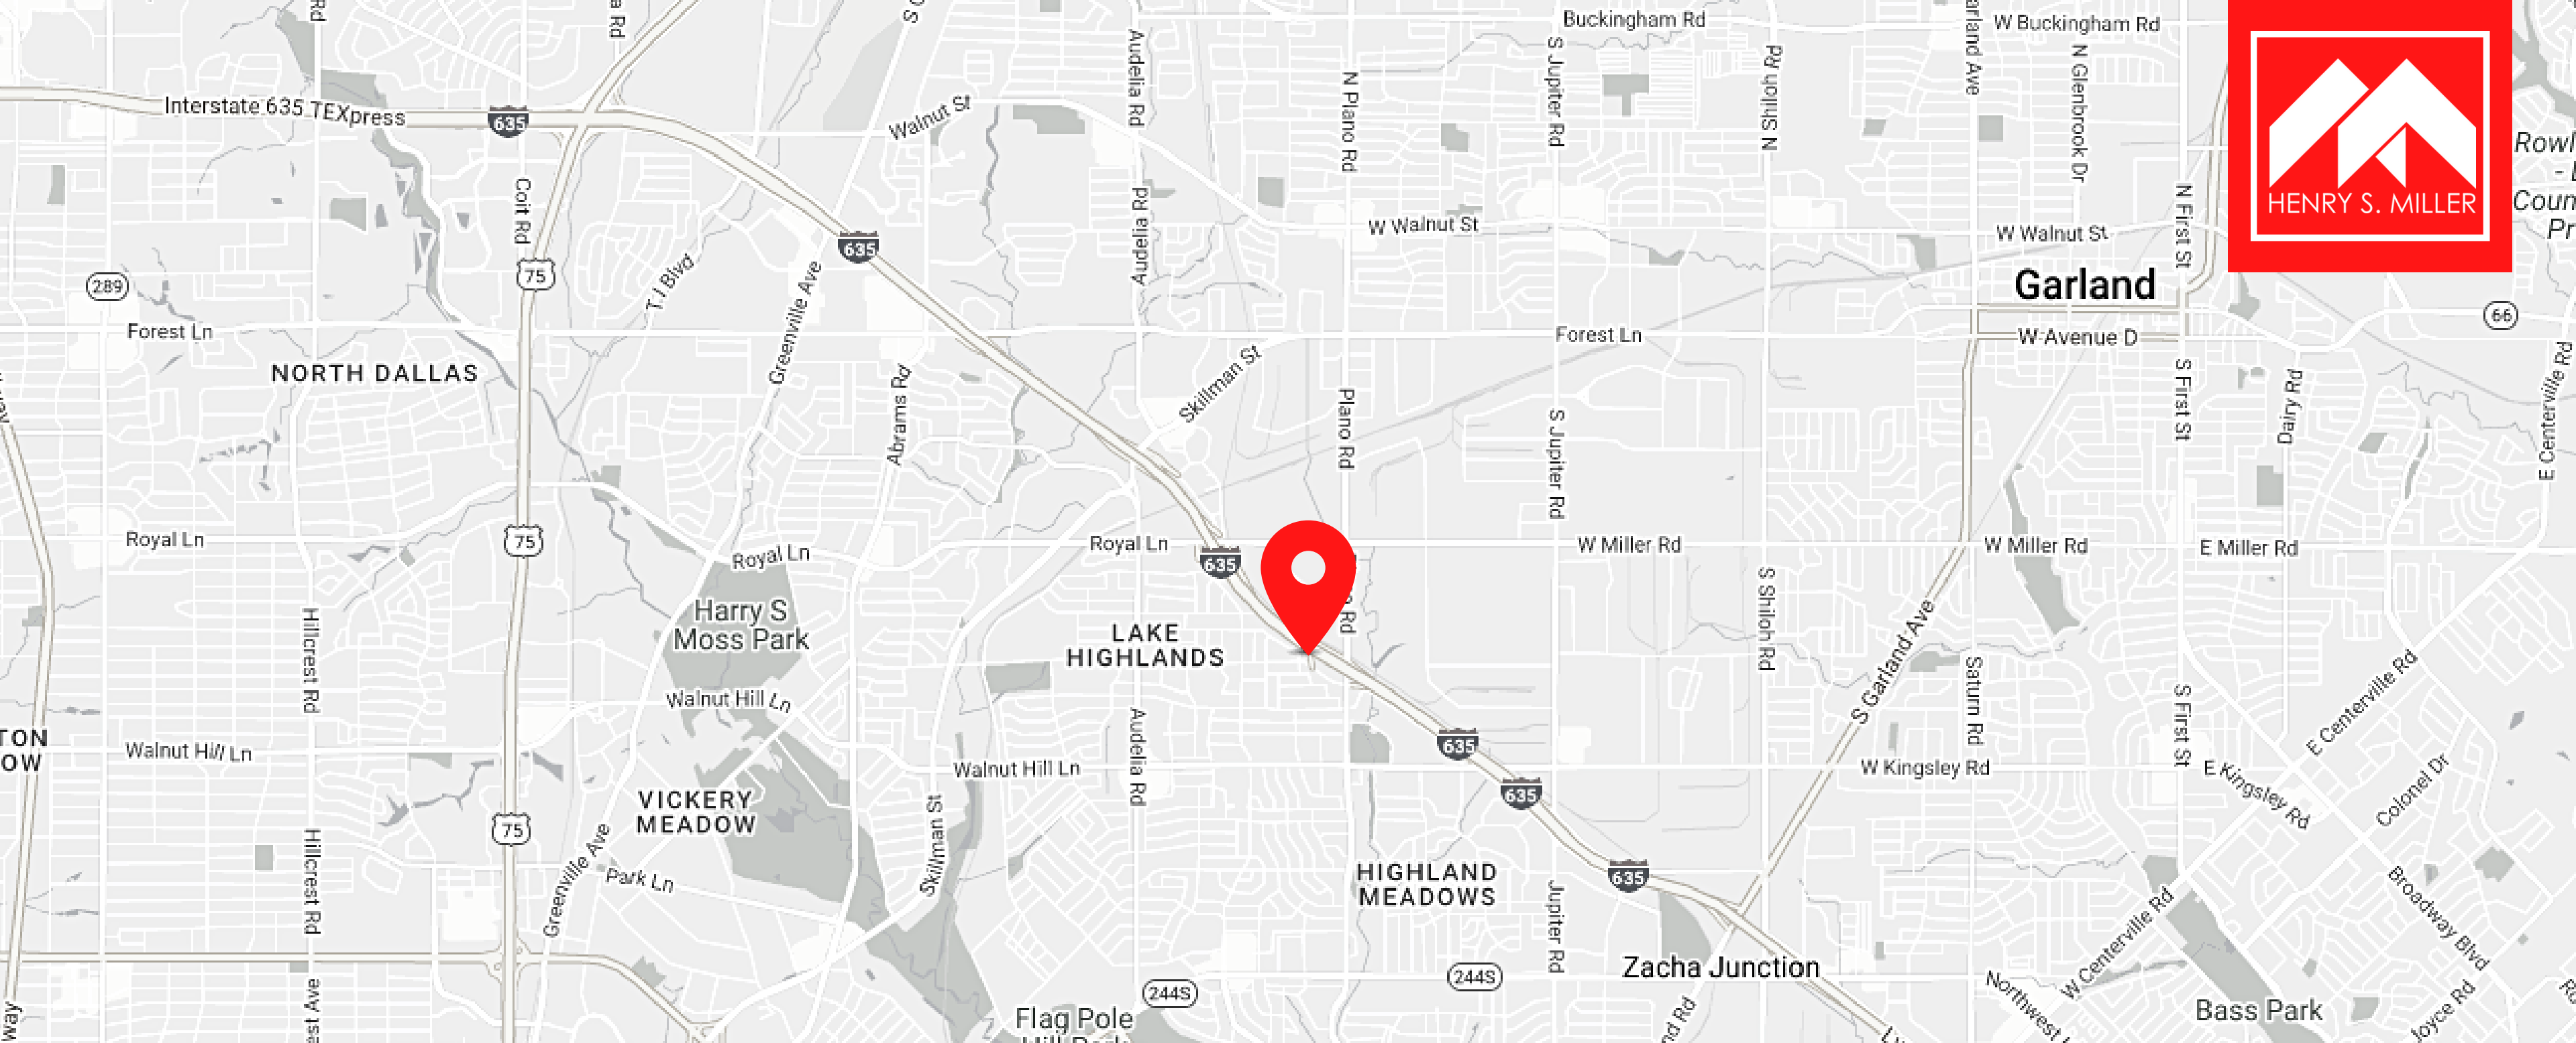 Buckingham Rd
W Buckingham Rd
Interstate 635 TEXpress
635
Walnut St
Audelia Rd
N Plano Rd
S Jupiter Rd
N Shiloh Rd
N Glenbrook Dr
HENRY S. MILLER
Coit Rd
75
T I Blvd
Greenville Ave
635
Audelia Rd
W Walnut St
W Walnut St
N First St
Garland
289
Forest Ln
Forest Ln
W Avenue D
66
NORTH DALLAS
Abrams Rd
Skillman St
Plano Rd
S Jupiter Rd
S First St
Dairy Rd
E Centerville Rd
Royal Ln
75
Royal Ln
Royal Ln
635
W Miller Rd
W Miller Rd
E Miller Rd
Hillcrest Rd
Harry S
Moss Park
LAKE
HIGHLANDS
S Shiloh Rd
S Garland Ave
Saturn Rd
E Centerville Rd
Walnut Hill Ln
Walnut Hill Ln
Walnut Hill Ln
Audelia Rd
635
635
W Kingsley Rd
S First St
E Kingsley Rd
Colonel Dr
VICKERY
MEADOW
75
Hillcrest Rd
Greenville Ave
Park Ln
Skillman St
HIGHLAND
MEADOWS
635
Jupiter Rd
Zacha Junction
244S
244S
W Centerville Rd
Broadway Blvd
Bass Park
Joyce Rd
Flag Pole